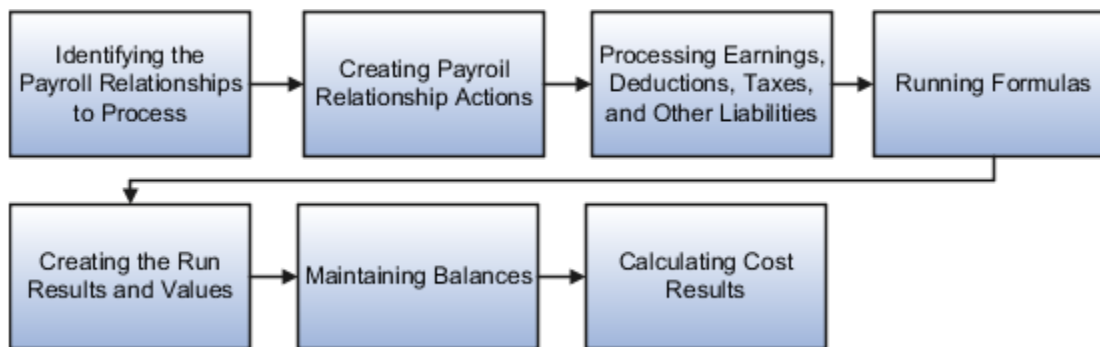 Identifying the
Payroll Relationships
to Process
Creating Payroil
Relationship Actions
Processing Earnings,
Deductions, Taxes,
and Other Liabilities
Running Formulas
Creating the Run
Results and Values
Maintaining Balances
Calculating Cost
Results